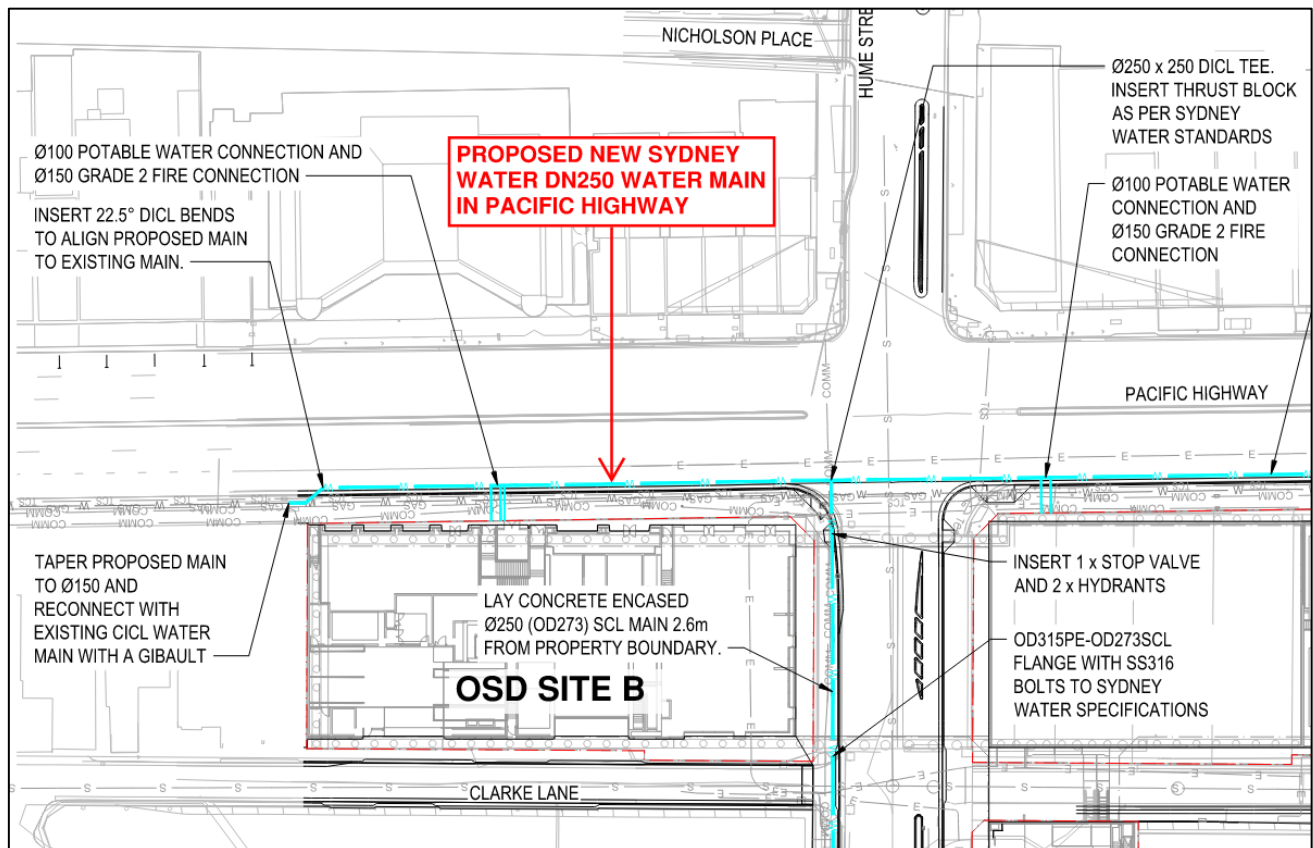 NICHOLSON PLACE
HUME STRE
Ø250 x 250 DICL TEE.
INSERT THRUST BLOCK
AS PER SYDNEY
WATER STANDARDS
Ø100 POTABLE WATER CONNECTION AND
Ø150 GRADE 2 FIRE CONNECTION
PROPOSED NEW SYDNEY
WATER DN250 WATER MAIN
IN PACIFIC HIGHWAY
INSERT 22.5° DICL BENDS
TO ALIGN PROPOSED MAIN
TO EXISTING MAIN.
Ø100 POTABLE WATER
CONNECTION AND
Ø150 GRADE 2 FIRE
CONNECTION
PACIFIC HIGHWAY
TAPER PROPOSED MAIN
TO Ø150 AND
RECONNECT WITH
EXISTING CICL WATER
MAIN WITH A GIBAULT
LAY CONCRETE ENCASED
Ø250 (OD273) SCL MAIN 2.6m
FROM PROPERTY BOUNDARY.
OSD SITE B
INSERT 1 x STOP VALVE
AND 2 x HYDRANTS
OD315PE-OD273SCL
FLANGE WITH SS316
BOLTS TO SYDNEY
WATER SPECIFICATIONS
CLARKE LANE